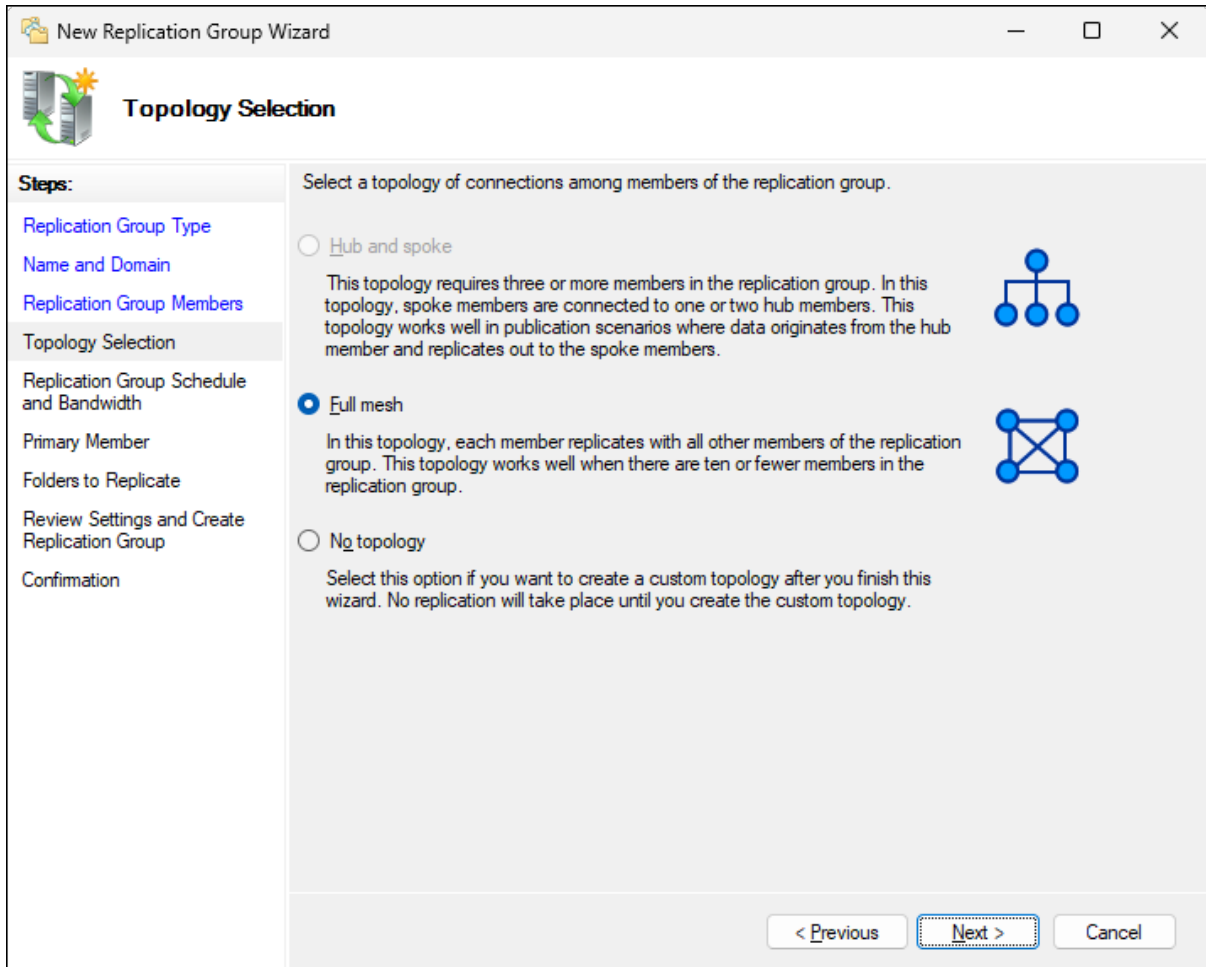 New Replication Group Wizard
Topology Selection
Steps:
Replication Group Type
Name and Domain
Replication Group Members
Topology Selection
Replication Group Schedule
and Bandwidth
Primary Member
Folders to Replicate
Review Settings and Create
Replication Group
Confirmation
Select a topology of connections among members of the replication group.
Hub and spoke
This topology requires three or more members in the replication group. In this
topology, spoke members are connected to one or two hub members. This
topology works well in publication scenarios where data originates from the hub
member and replicates out to the spoke members.
Full mesh
In this topology, each member replicates with all other members of the replication
group. This topology works well when there are ten or fewer members in the
replication group.
No topology
Select this option if you want to create a custom topology after you finish this
wizard. No replication will take place until you create the custom topology.
< Previous
Next >
Cancel